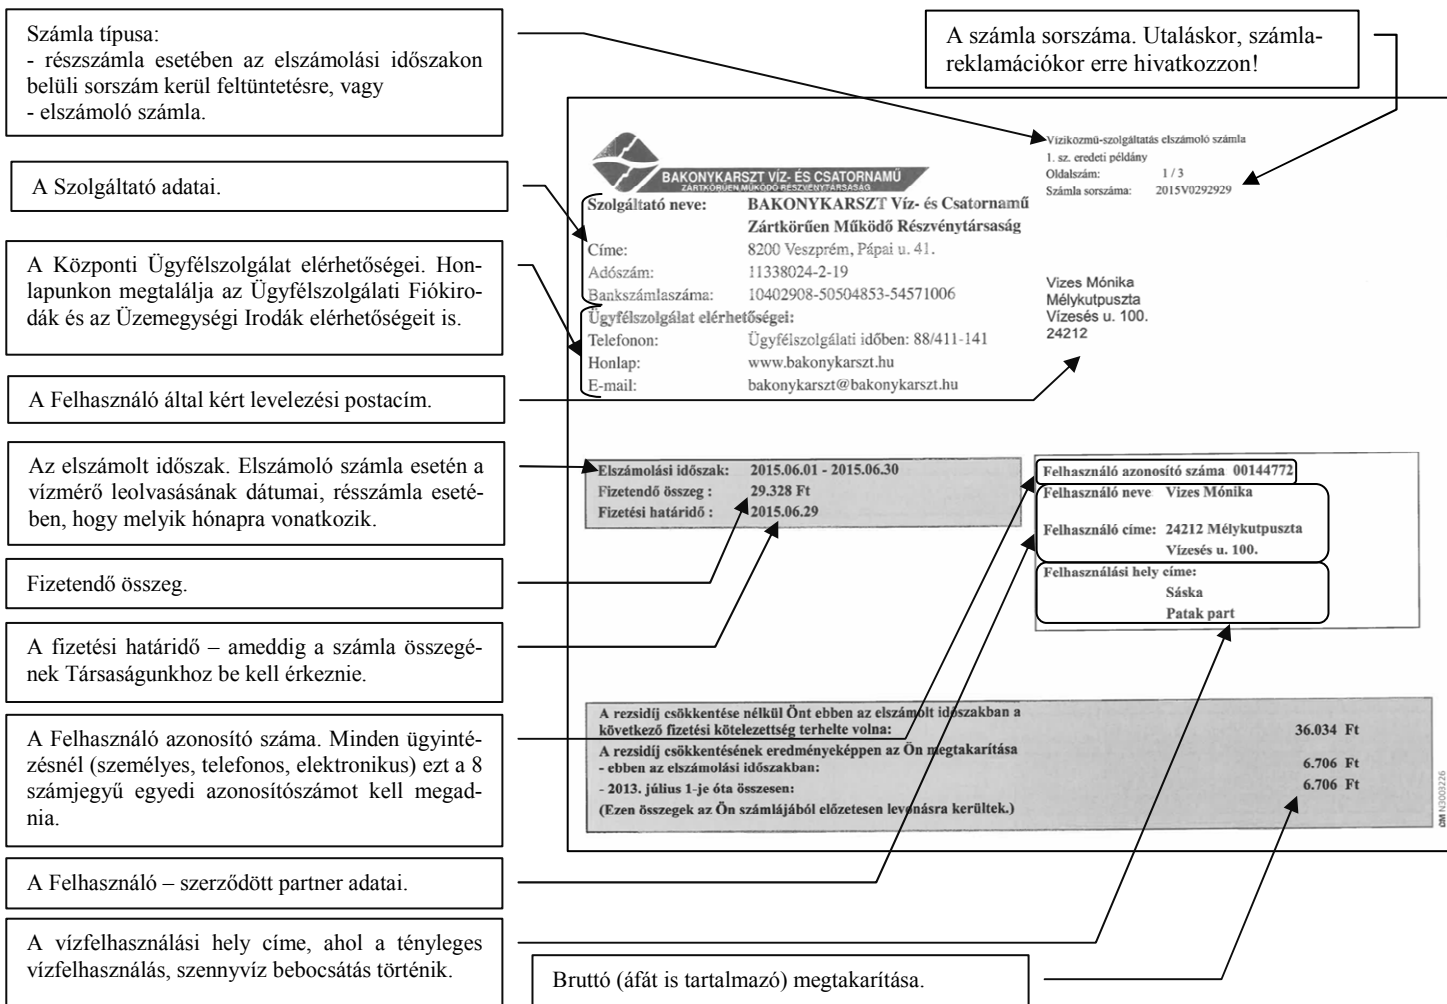 Számla típusa:
- részszámla esetében az elszámolási időszakon
belüli sorszám kerül feltüntetésre, vagy
- elszámoló számla.
A számla sorszáma. Utaláskor, számla-
reklamációkor erre hivatkozzon!
A Szolgáltató adatai.
A Központi Ügyfélszolgálat elérhetőségei. Hon-
lapunkon megtalálja az Ügyfélszolgálati Fiókiro-
dák és az Üzemegységi Irodák elérhetőségeit is.
A Felhasználó által kért levelezési postacím.
Az elszámolt időszak. Elszámoló számla esetén a
vízmérő leolvasásának dátumai, résszámla eseté-
ben, hogy melyik hónapra vonatkozik.
Fizetendő összeg.
A fizetési határidő – ameddig a számla összegé-
nek Társaságunkhoz be kell érkeznie.
A Felhasználó azonosító száma. Minden ügyinté-
zésnél (személyes, telefonos, elektronikus) ezt a 8
számjegyű egyedi azonosítószámot kell megad-
nia.
A Felhasználó – szerződött partner adatai.
A vízfelhasználási hely címe, ahol a tényleges
vízfelhasználás, szennyvíz bebocsátás történik.
Bruttó (áfát is tartalmazó) megtakarítása.
BAKONYKARSZT VÍZ- ÉS CSATORNAMŰ
ZÁRTKÖRŰEN MŰKÖDŐ RÉSZVÉNYTÁRSASÁG
Víziközmű-szolgáltatás elszámoló számla
1. sz. eredeti példány
Oldalszám: 1 / 3
Számla sorszáma: 2015V0292929
Szolgáltató neve: BAKONYKARSZT Víz- és Csatornamű
Zártkörűen Működő Részvénytársaság
Címe: 8200 Veszprém, Pápai u. 41.
Adószám: 11338024-2-19
Bankszámlaszáma: 10402908-50504853-54571006
Ügyfélszolgálat elérhetőségei:
Telefonon: Ügyfélszolgálati időben: 88/411-141
Honlap: www.bakonykarszt.hu
E-mail: bakonykarszt@bakonykarszt.hu
Vizes Mónika
Mélykutpuszta
Vízesés u. 100.
24212
Elszámolási időszak: 2015.06.01 - 2015.06.30
Fizetendő összeg : 29.328 Ft
Fizetési határidő : 2015.06.29
Felhasználó azonosító száma 00144772
Felhasználó neve Vizes Mónika
Felhasználó címe: 24212 Mélykutpuszta
Vízesés u. 100.
Felhasználási hely címe:
Sáska
Patak part
A rezsidíj csökkentése nélkül Önt ebben az elszámolt időszakban a
következő fizetési kötelezettség terhelte volna: 36.034 Ft
A rezsidíj csökkentésének eredményeképpen az Ön megtakarítása
- ebben az elszámolási időszakban: 6.706 Ft
- 2013. július 1-je óta összesen: 6.706 Ft
(Ezen összegek az Ön számlájából előzetesen levonásra kerültek.)
N3003226